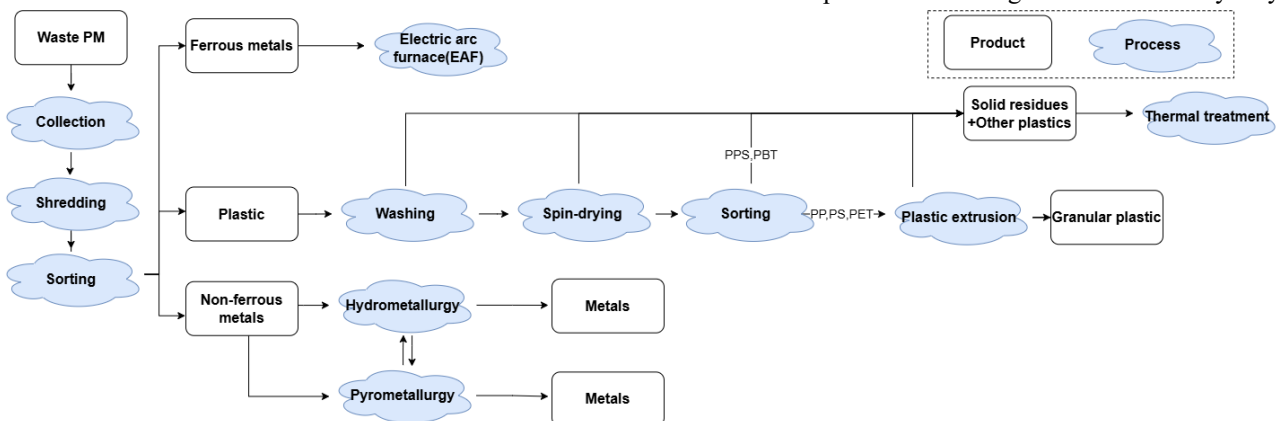 Waste PM
Ferrous metals
Electric arc
furnace(EAF)
Product
Process
Collection
Solid residues
+Other plastics
Thermal treatment
PPS,PBT
Shredding
Plastic
Washing
Spin-drying
Sorting
PP,PS,PET
Plastic extrusion
Granular plastic
Sorting
Non-ferrous
metals
Hydrometallurgy
Metals
Pyrometallurgy
Metals